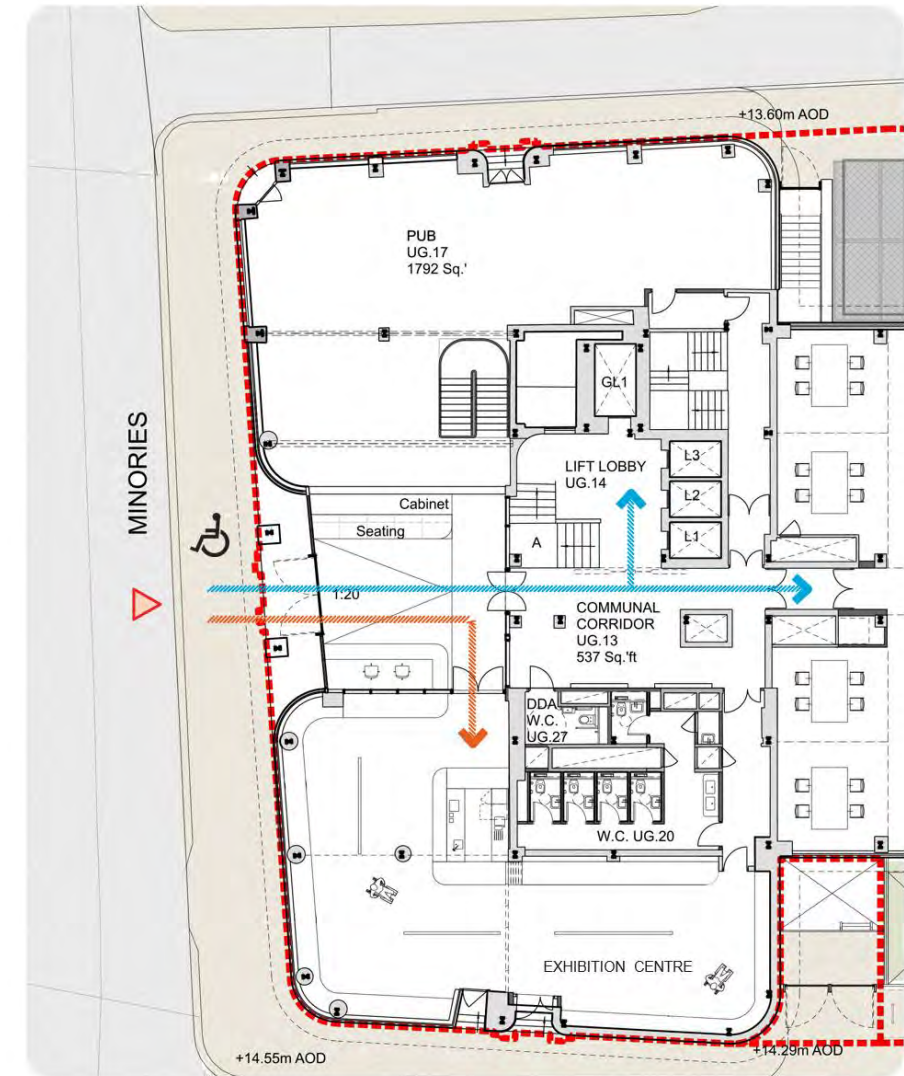 +13.60m AOD
PUB
UG.17
1792 Sq.'
MINORIES
GL1
L3
LIFT LOBBY
UG.14
L2
Cabinet
Seating
L1
A
1:20
COMMUNAL
CORRIDOR
UG.13
537 Sq.'ft
DDA
W.C.
UG.27
W.C. UG.20
EXHIBITION CENTRE
+14.55m AOD
+14.29m AOD